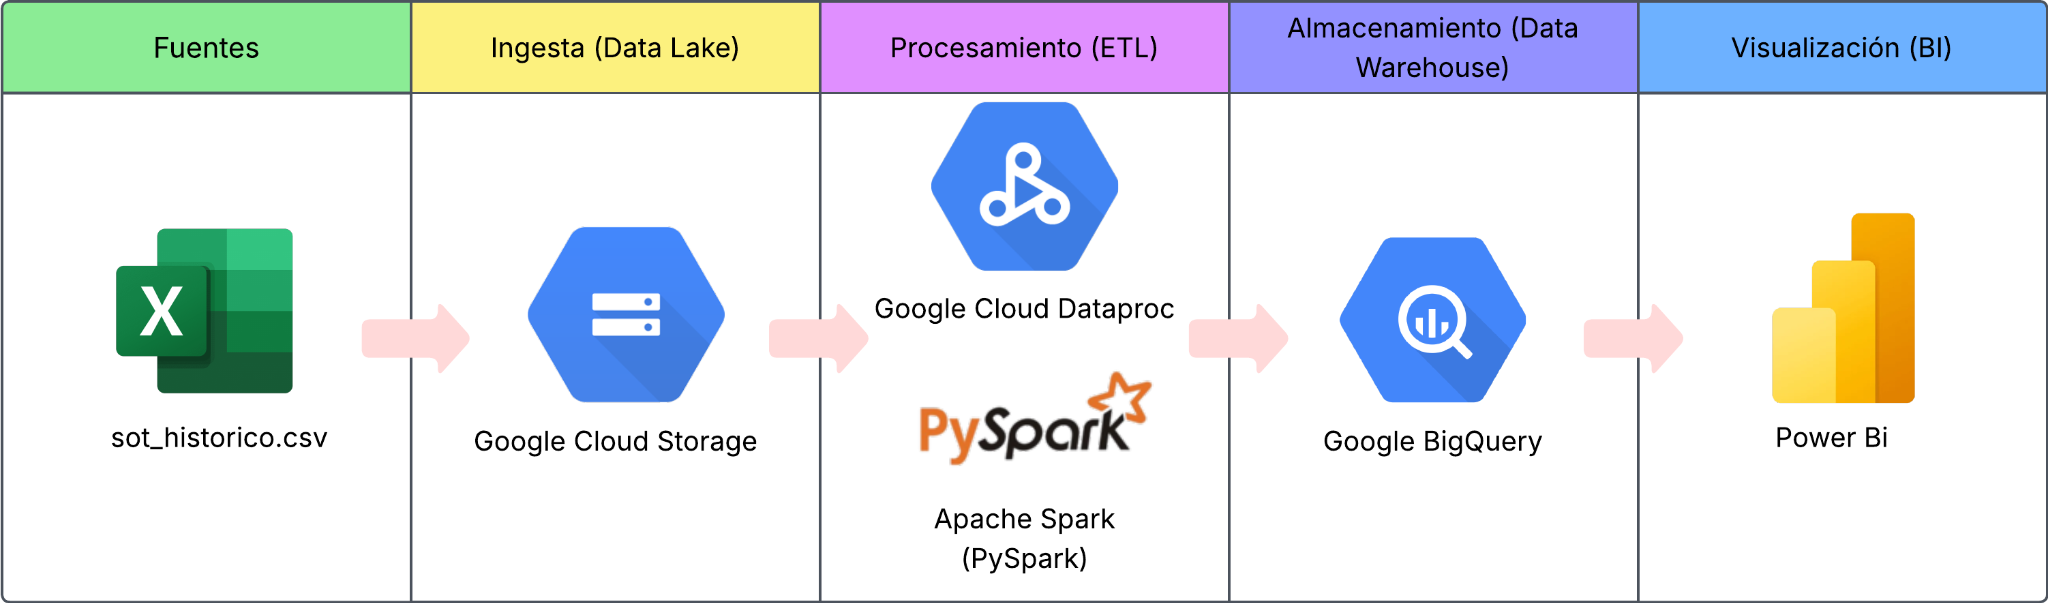 Fuentes
Ingesta (Data Lake)
Procesamiento (ETL)
Almacenamiento (Data
Warehouse)
Visualización (BI)
X
sot_historico.csv
Google Cloud Storage
Google Cloud Dataproc
PySpark
Apache Spark
(PySpark)
Google BigQuery
Power Bi